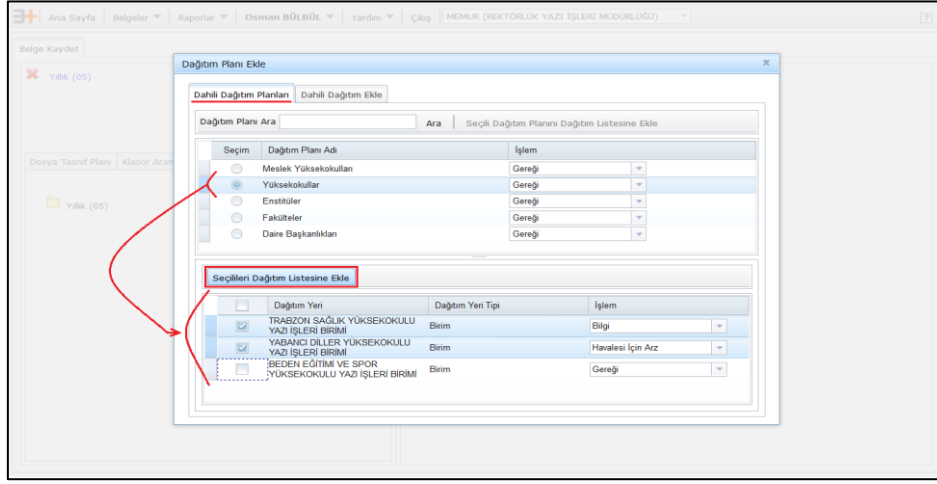 Ana Sayfa Belgeler Raporlar Osman BÜLBÜL Yardım Çıkış MEMUR (REKTÖRLÜK YAZI İŞLERİ MÜDÜRLÜĞÜ)
Belge Kaydet
Yıllık (05)
Dosya Tasnif Planı Klasör Aram
Yıllık (05)
Dağıtım Planı Ekle
Dahili Dağıtım Planları Dahili Dağıtım Ekle
Dağıtım Planı Ara Ara Seçili Dağıtım Planını Dağıtım Listesine Ekle
Seçim Dağıtım Planı Adı İşlem
Meslek Yüksekokulları Gereği
Yüksekokullar Gereği
Enstitüler Gereği
Fakülteler Gereği
Daire Başkanlıkları Gereği
Seçilileri Dağıtım Listesine Ekle
Dağıtım Yeri Dağıtım Yeri Tipi İşlem
TRABZON SAĞLIK YÜKSEKOKULU
YAZI İŞLERİ BİRİMİ Birim Bilgi
YABANCI DİLLER YÜKSEKOKULU
YAZI İŞLERİ BİRİMİ Birim Havalesi İçin Arz
BEDEN EĞİTİMİ VE SPOR
YÜKSEKOKULU YAZI İŞLERİ BİRİMİ Birim Gereği